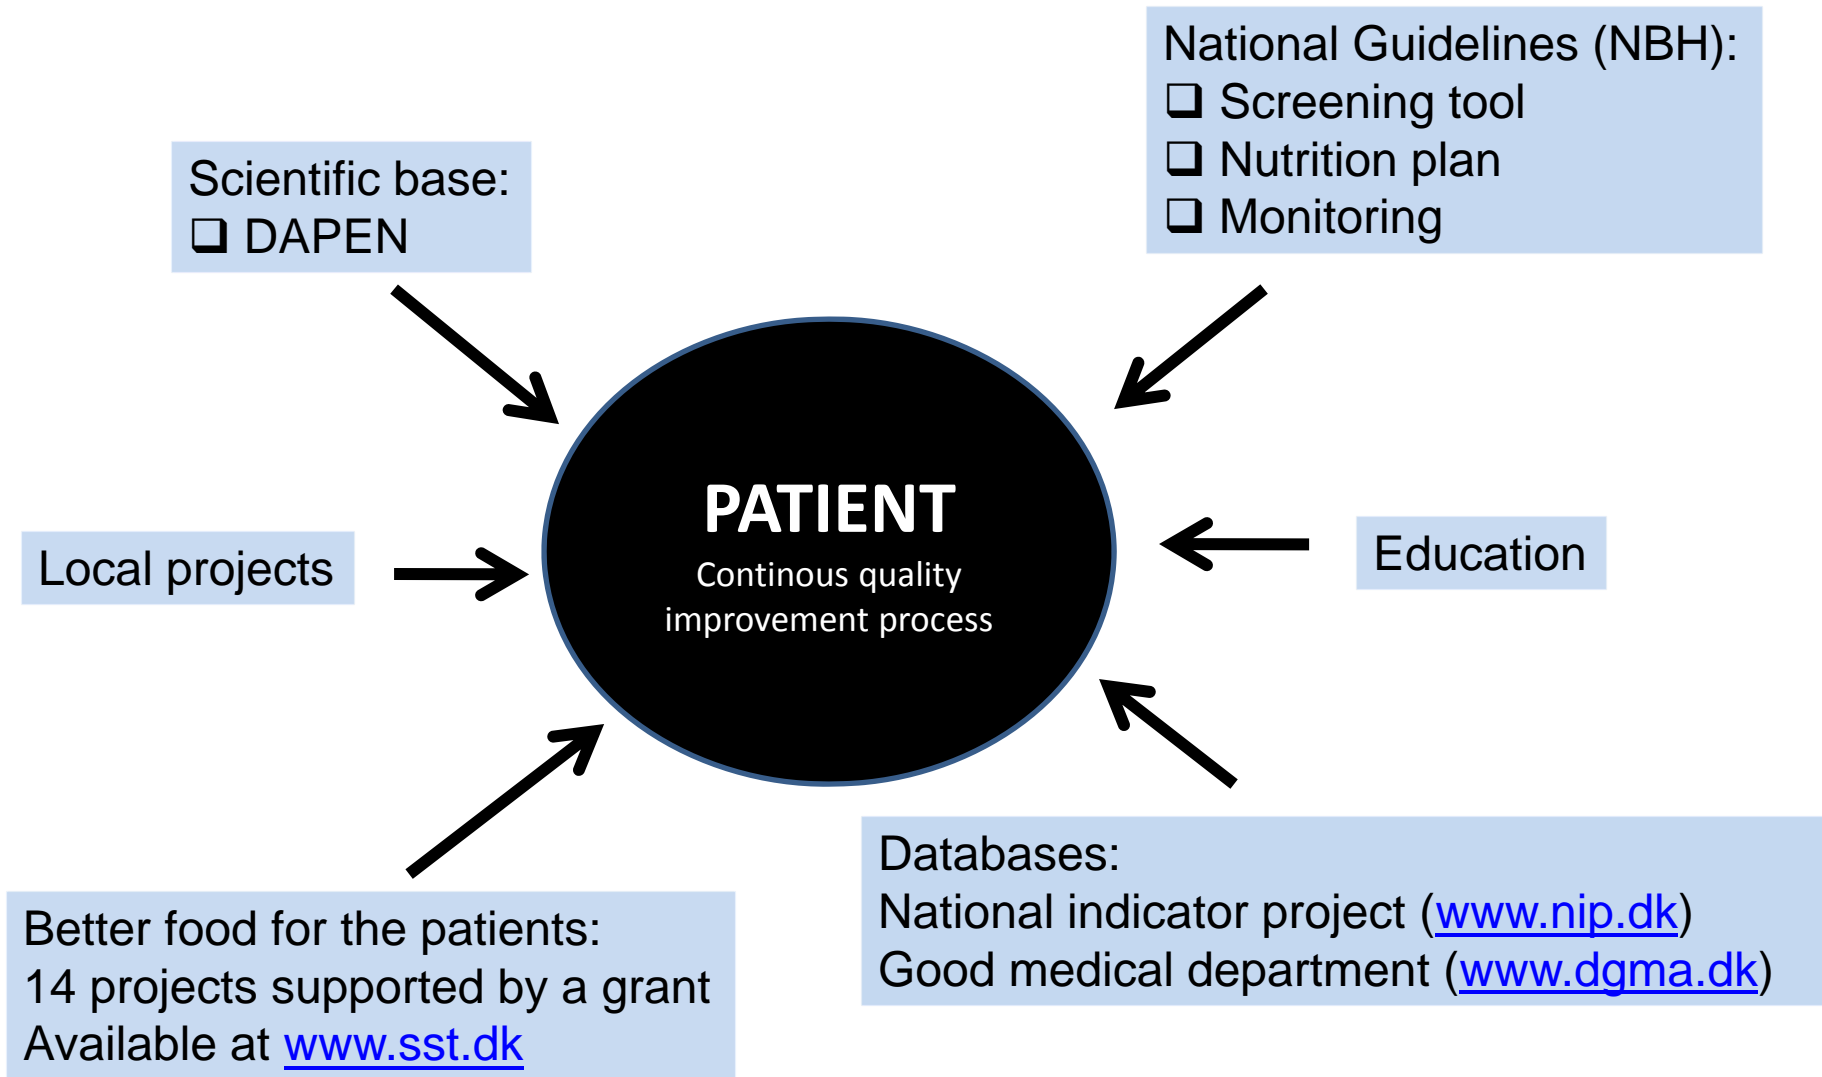 National Guidelines (NBH):
❑ Screening tool
❑ Nutrition plan
❑ Monitoring
Scientific base:
❑ DAPEN
PATIENT
Continous quality
improvement process
Local projects
Education
Databases:
National indicator project (www.nip.dk)
Good medical department (www.dgma.dk)
Better food for the patients:
14 projects supported by a grant
Available at www.sst.dk